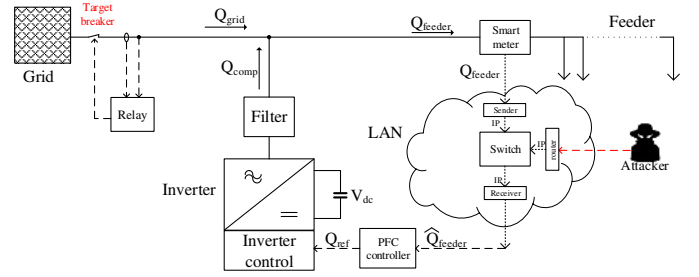 Target
breaker
Grid
Relay
Q_grid
Q_comp
Filter
Inverter
V_dc
Inverter
control
Q_ref
PFC
controller
Q̂_feeder
Q_feeder
Smart
meter
Feeder
Q_feeder
LAN
Sender
IP
Switch
IP
router
IP
Receiver
Attacker